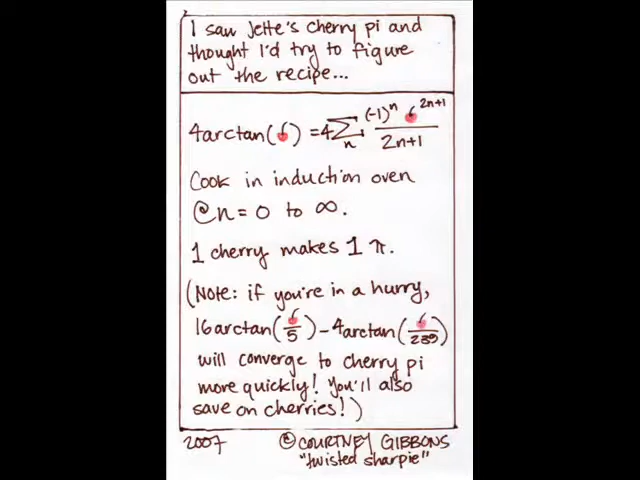 I saw Jette's cherry pi and
thought I'd try to figure
out the recipe...
4arctan(🍒) = 4∑ₙ (-1)ⁿ 🍒²ⁿ⁺¹ / 2n+1
Cook in induction oven
@ n = 0 to ∞.
1 cherry makes 1 π.
(Note: if you're in a hurry,
16arctan(🍒/5) - 4arctan(🍒/239)
will converge to cherry pi
more quickly! You'll also
save on cherries!)
2007 © COURTNEY GIBBONS
"twisted sharpie"